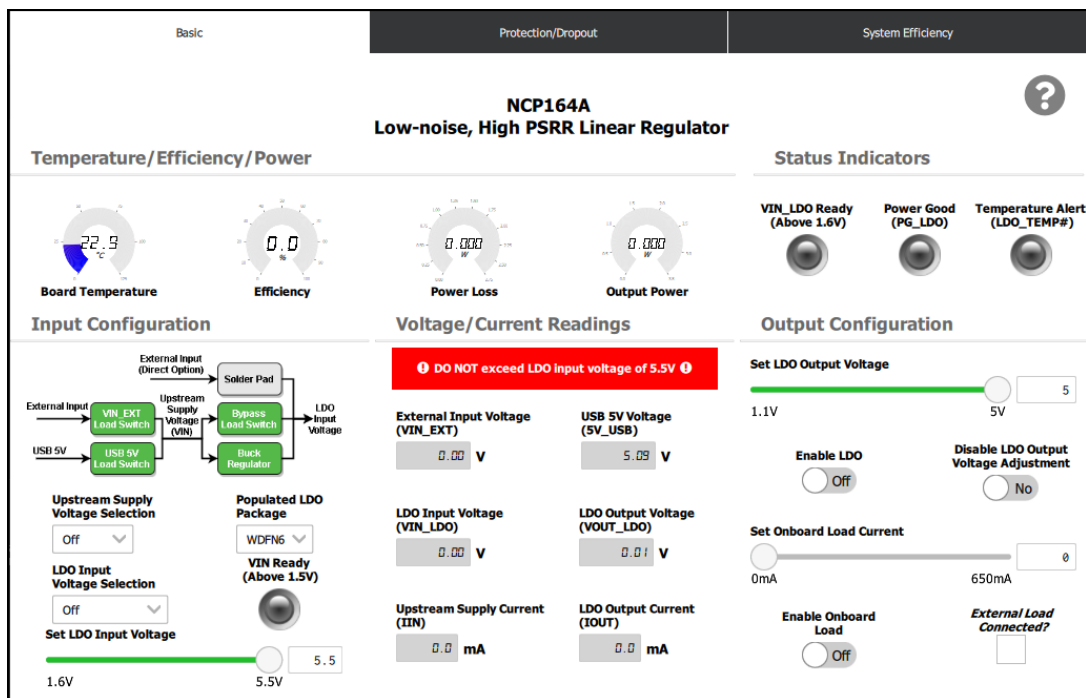 Basic
Protection/Dropout
System Efficiency
NCP164A
Low-noise, High PSRR Linear Regulator
?
Temperature/Efficiency/Power
Status Indicators
22.3
°C
Board Temperature
0.0
%
Efficiency
0.000
W
Power Loss
0.000
W
Output Power
VIN_LDO Ready
(Above 1.6V)
Power Good
(PG_LDO)
Temperature Alert
(LDO_TEMP#)
Input Configuration
External Input
(Direct Option)
Solder Pad
External Input
VIN_EXT
Load Switch
Upstream
Supply
Voltage
(VIN)
Bypass
Load Switch
LDO
Input
Voltage
USB 5V
USB 5V
Load Switch
Buck
Regulator
Upstream Supply
Voltage Selection
Off
Populated LDO
Package
WDFN6
LDO Input
Voltage Selection
Off
VIN Ready
(Above 1.5V)
Set LDO Input Voltage
5.5
1.6V
5.5V
Voltage/Current Readings
DO NOT exceed LDO input voltage of 5.5V
External Input Voltage
(VIN_EXT)
0.00 V
USB 5V Voltage
(5V_USB)
5.09 V
LDO Input Voltage
(VIN_LDO)
0.00 V
LDO Output Voltage
(VOUT_LDO)
0.01 V
Upstream Supply Current
(IIN)
0.0 mA
LDO Output Current
(IOUT)
0.0 mA
Output Configuration
Set LDO Output Voltage
5
1.1V
5V
Enable LDO
Off
Disable LDO Output
Voltage Adjustment
No
Set Onboard Load Current
0
0mA
650mA
Enable Onboard
Load
Off
External Load
Connected?